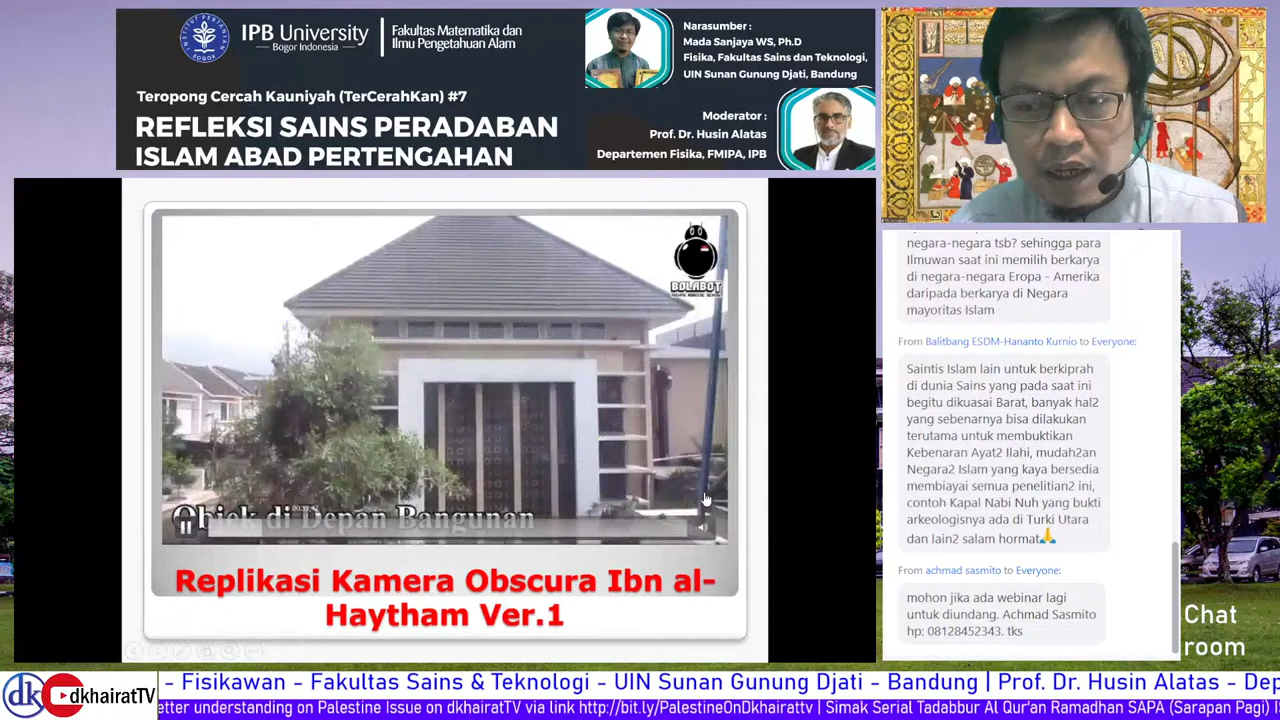 IPB University
Bogor Indonesia
Fakultas Matematika dan
Ilmu Pengetahuan Alam
Teropong Cercah Kauniyah (TerCerahKan) #7
REFLEKSI SAINS PERADABAN
ISLAM ABAD PERTENGAHAN
Narasumber :
Mada Sanjaya WS, Ph.D
Fisika, Fakultas Sains dan Teknologi,
UIN Sunan Gunung Djati, Bandung
Moderator :
Prof. Dr. Husin Alatas
Departemen Fisika, FMIPA, IPB
BOLABOT
Objek di Depan Bangunan
Replikasi Kamera Obscura Ibn al-
Haytham Ver.1
negara-negara tsb? sehingga para
Ilmuwan saat ini memilih berkarya
di negara-negara Eropa - Amerika
daripada berkarya di Negara
mayoritas Islam
From Balitbang ESDM-Hananto Kurnio to Everyone:
Saintis Islam lain untuk berkiprah
di dunia Sains yang pada saat ini
begitu dikuasai Barat, banyak hal2
yang sebenarnya bisa dilakukan
terutama untuk membuktikan
Kebenaran Ayat2 Ilahi, mudah2an
Negara2 Islam yang kaya bersedia
membiayai semua penelitian2 ini,
contoh Kapal Nabi Nuh yang bukti
arkeologisnya ada di Turki Utara
dan lain2 salam hormat🙏
From achmad sasmito to Everyone:
mohon jika ada webinar lagi
untuk diundang. Achmad Sasmito
hp: 08128452343. tks
Chat
room
dk dkhairatTV
- Fisikawan - Fakultas Sains & Teknologi - UIN Sunan Gunung Djati - Bandung | Prof. Dr. Husin Alatas - Dep
etter understanding on Palestine Issue on dkhairatTV via link http://bit.ly/PalestineOnDkhairattv | Simak Serial Tadabbur Al Qur'an Ramadhan SAPA (Sarapan Pagi) I